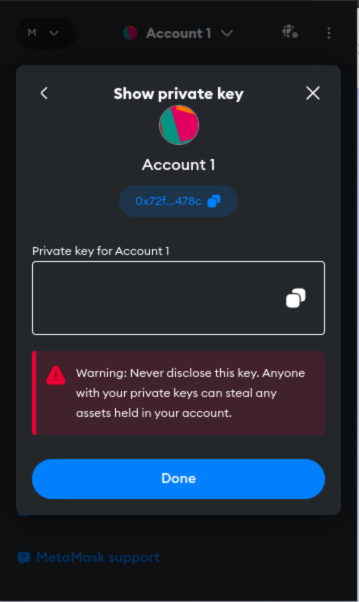 M
Account 1
Show private key
Account 1
0x72f...478c
Private key for Account 1
Warning: Never disclose this key. Anyone
with your private keys can steal any
assets held in your account.
Done
MetaMask support